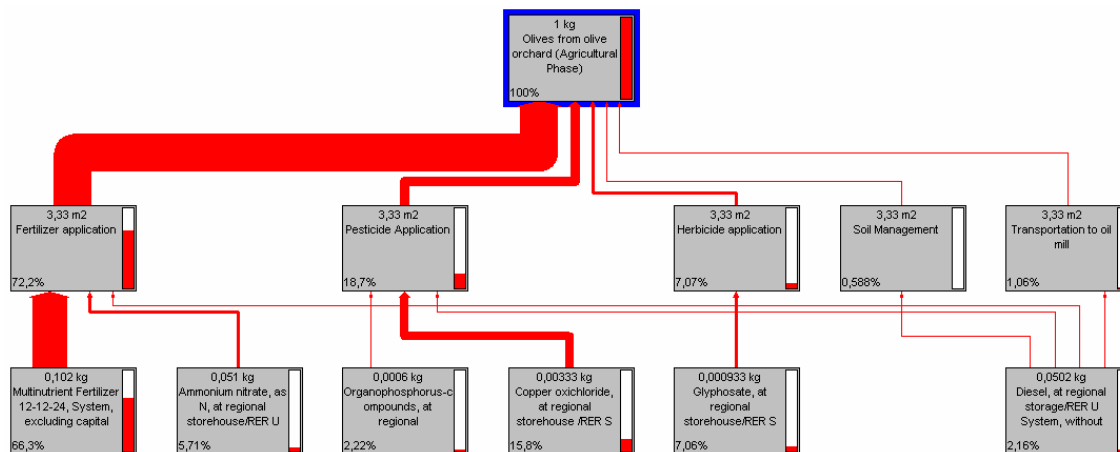 1 kg
Olives from olive
orchard (Agricultural
Phase)
100%
3,33 m2
Fertilizer application
72,2%
3,33 m2
Pesticide Application
18,7%
3,33 m2
Herbicide application
7,07%
3,33 m2
Soil Management
0,588%
3,33 m2
Transportation to oil
mill
1,06%
0,102 kg
Multinutrient Fertilizer
12-12-24, System,
excluding capital
66,3%
0,051 kg
Ammonium nitrate, as
N, at regional
storehouse/RER U
5,71%
0,0006 kg
Organophosphorus-c
ompounds, at
regional
2,22%
0,00333 kg
Copper oxichloride,
at regional
storehouse /RER S
15,8%
0,000933 kg
Glyphosate, at
regional
storehouse/RER S
7,06%
0,0502 kg
Diesel, at regional
storage/RER U
System, without
2,16%